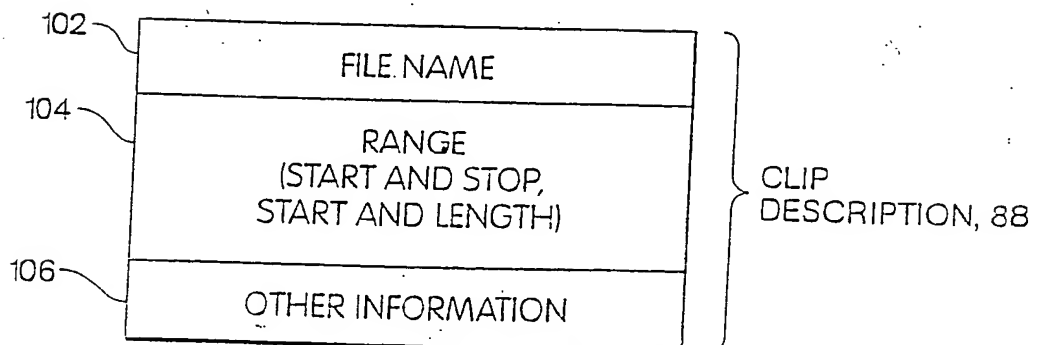 102
FILE NAME
104
RANGE
(START AND STOP,
START AND LENGTH)
CLIP
DESCRIPTION, 88
106
OTHER INFORMATION